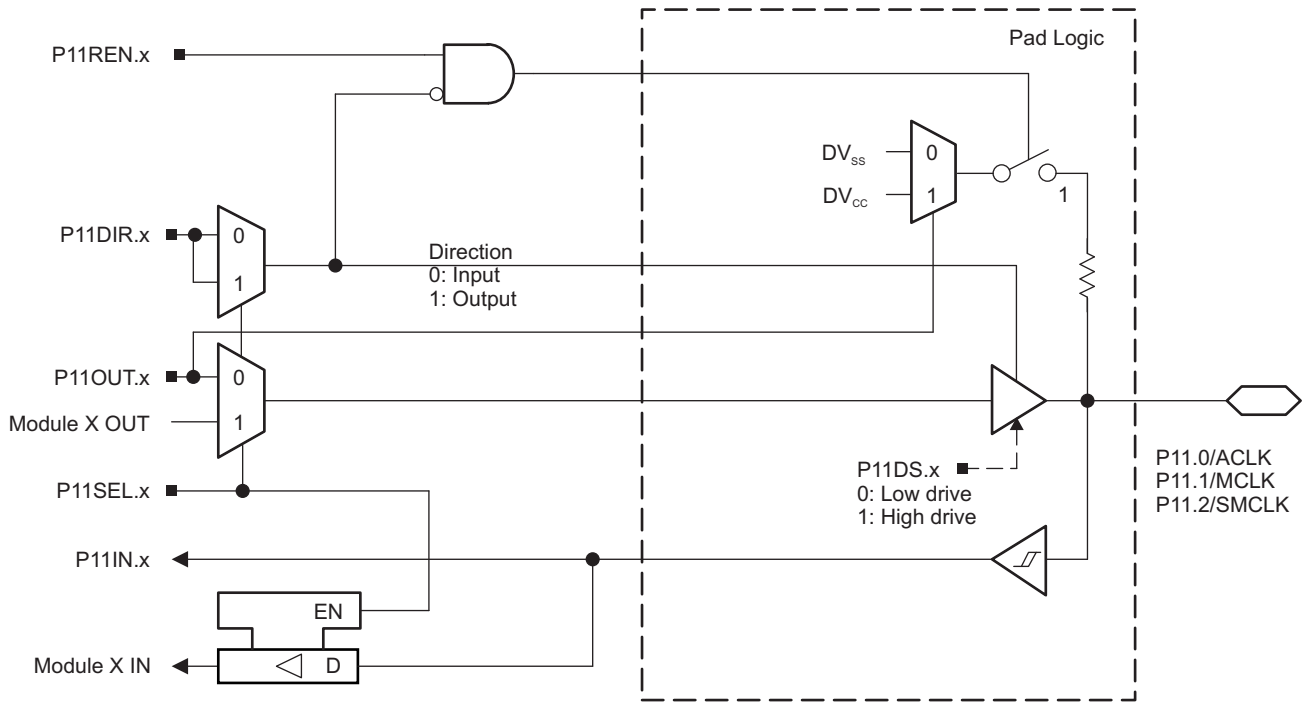 Pad Logic
P11REN.x
DVss
0
DVcc
1
1
P11DIR.x
0
1
Direction
0: Input
1: Output
P11OUT.x
0
Module X OUT
1
P11SEL.x
P11DS.x
0: Low drive
1: High drive
P11.0/ACLK
P11.1/MCLK
P11.2/SMCLK
P11IN.x
EN
Module X IN
D